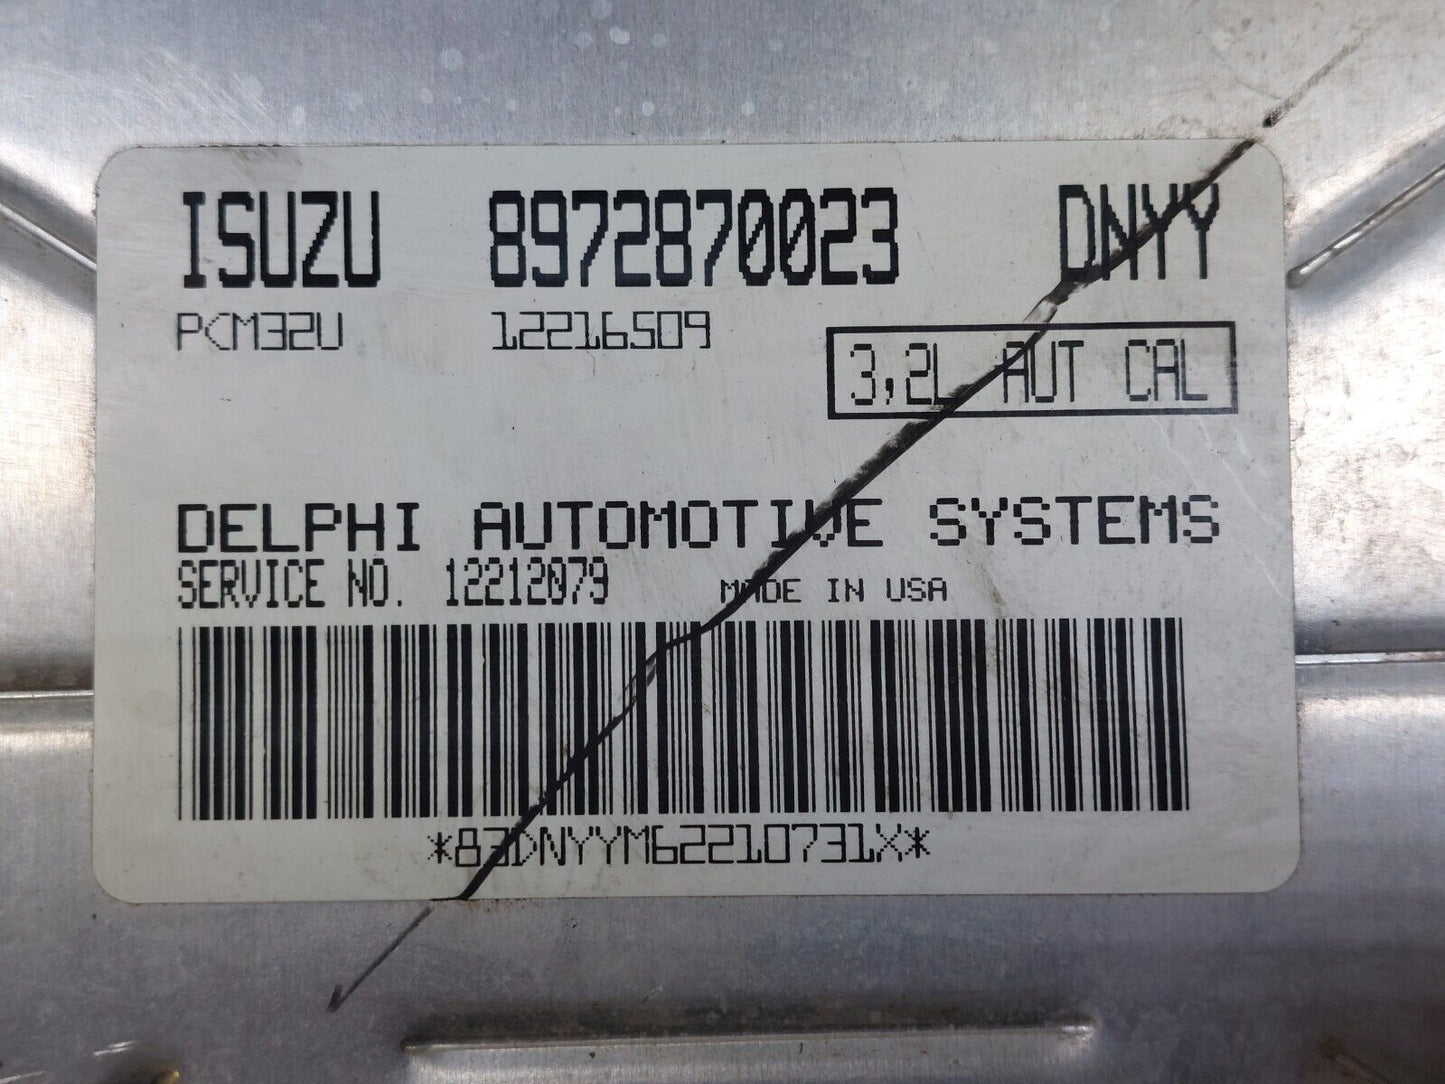 ISUZU 8972870023 DNYY
PCM32U 12216509
3,2L AUT CAL
DELPHI AUTOMOTIVE SYSTEMS
SERVICE NO. 12212079 MADE IN USA
*83DNYYM62210731X*